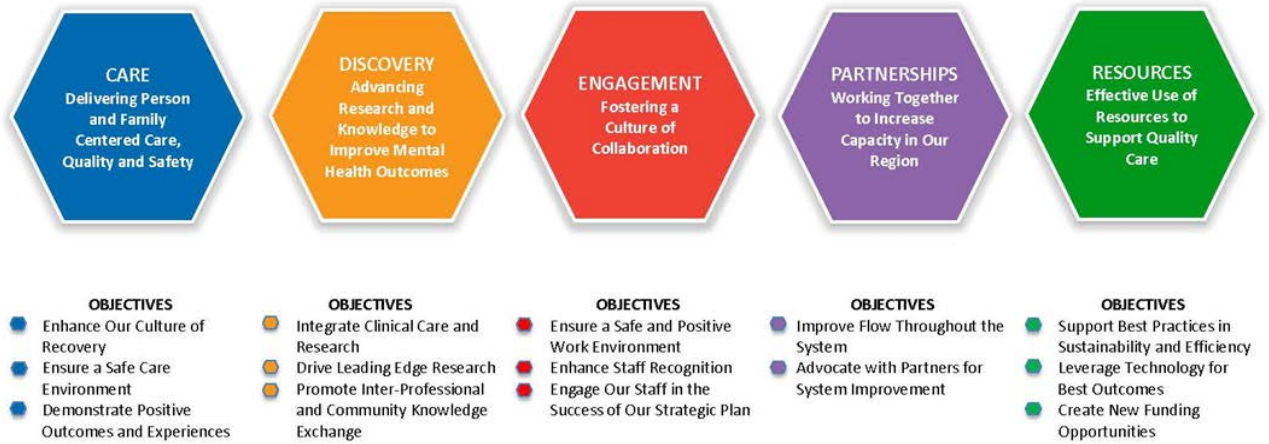 CARE
Delivering Person
and Family
Centered Care,
Quality and Safety
DISCOVERY
Advancing
Research and
Knowledge to
Improve Mental
Health Outcomes
ENGAGEMENT
Fostering a
Culture of
Collaboration
PARTNERSHIPS
Working Together
to Increase
Capacity in Our
Region
RESOURCES
Effective Use of
Resources to
Support Quality
Care
OBJECTIVES
Enhance Our Culture of
Recovery
Ensure a Safe Care
Environment
Demonstrate Positive
Outcomes and Experiences
OBJECTIVES
Integrate Clinical Care and
Research
Drive Leading Edge Research
Promote Inter-Professional
and Community Knowledge
Exchange
OBJECTIVES
Ensure a Safe and Positive
Work Environment
Enhance Staff Recognition
Engage Our Staff in the
Success of Our Strategic Plan
OBJECTIVES
Improve Flow Throughout the
System
Advocate with Partners for
System Improvement
OBJECTIVES
Support Best Practices in
Sustainability and Efficiency
Leverage Technology for
Best Outcomes
Create New Funding
Opportunities